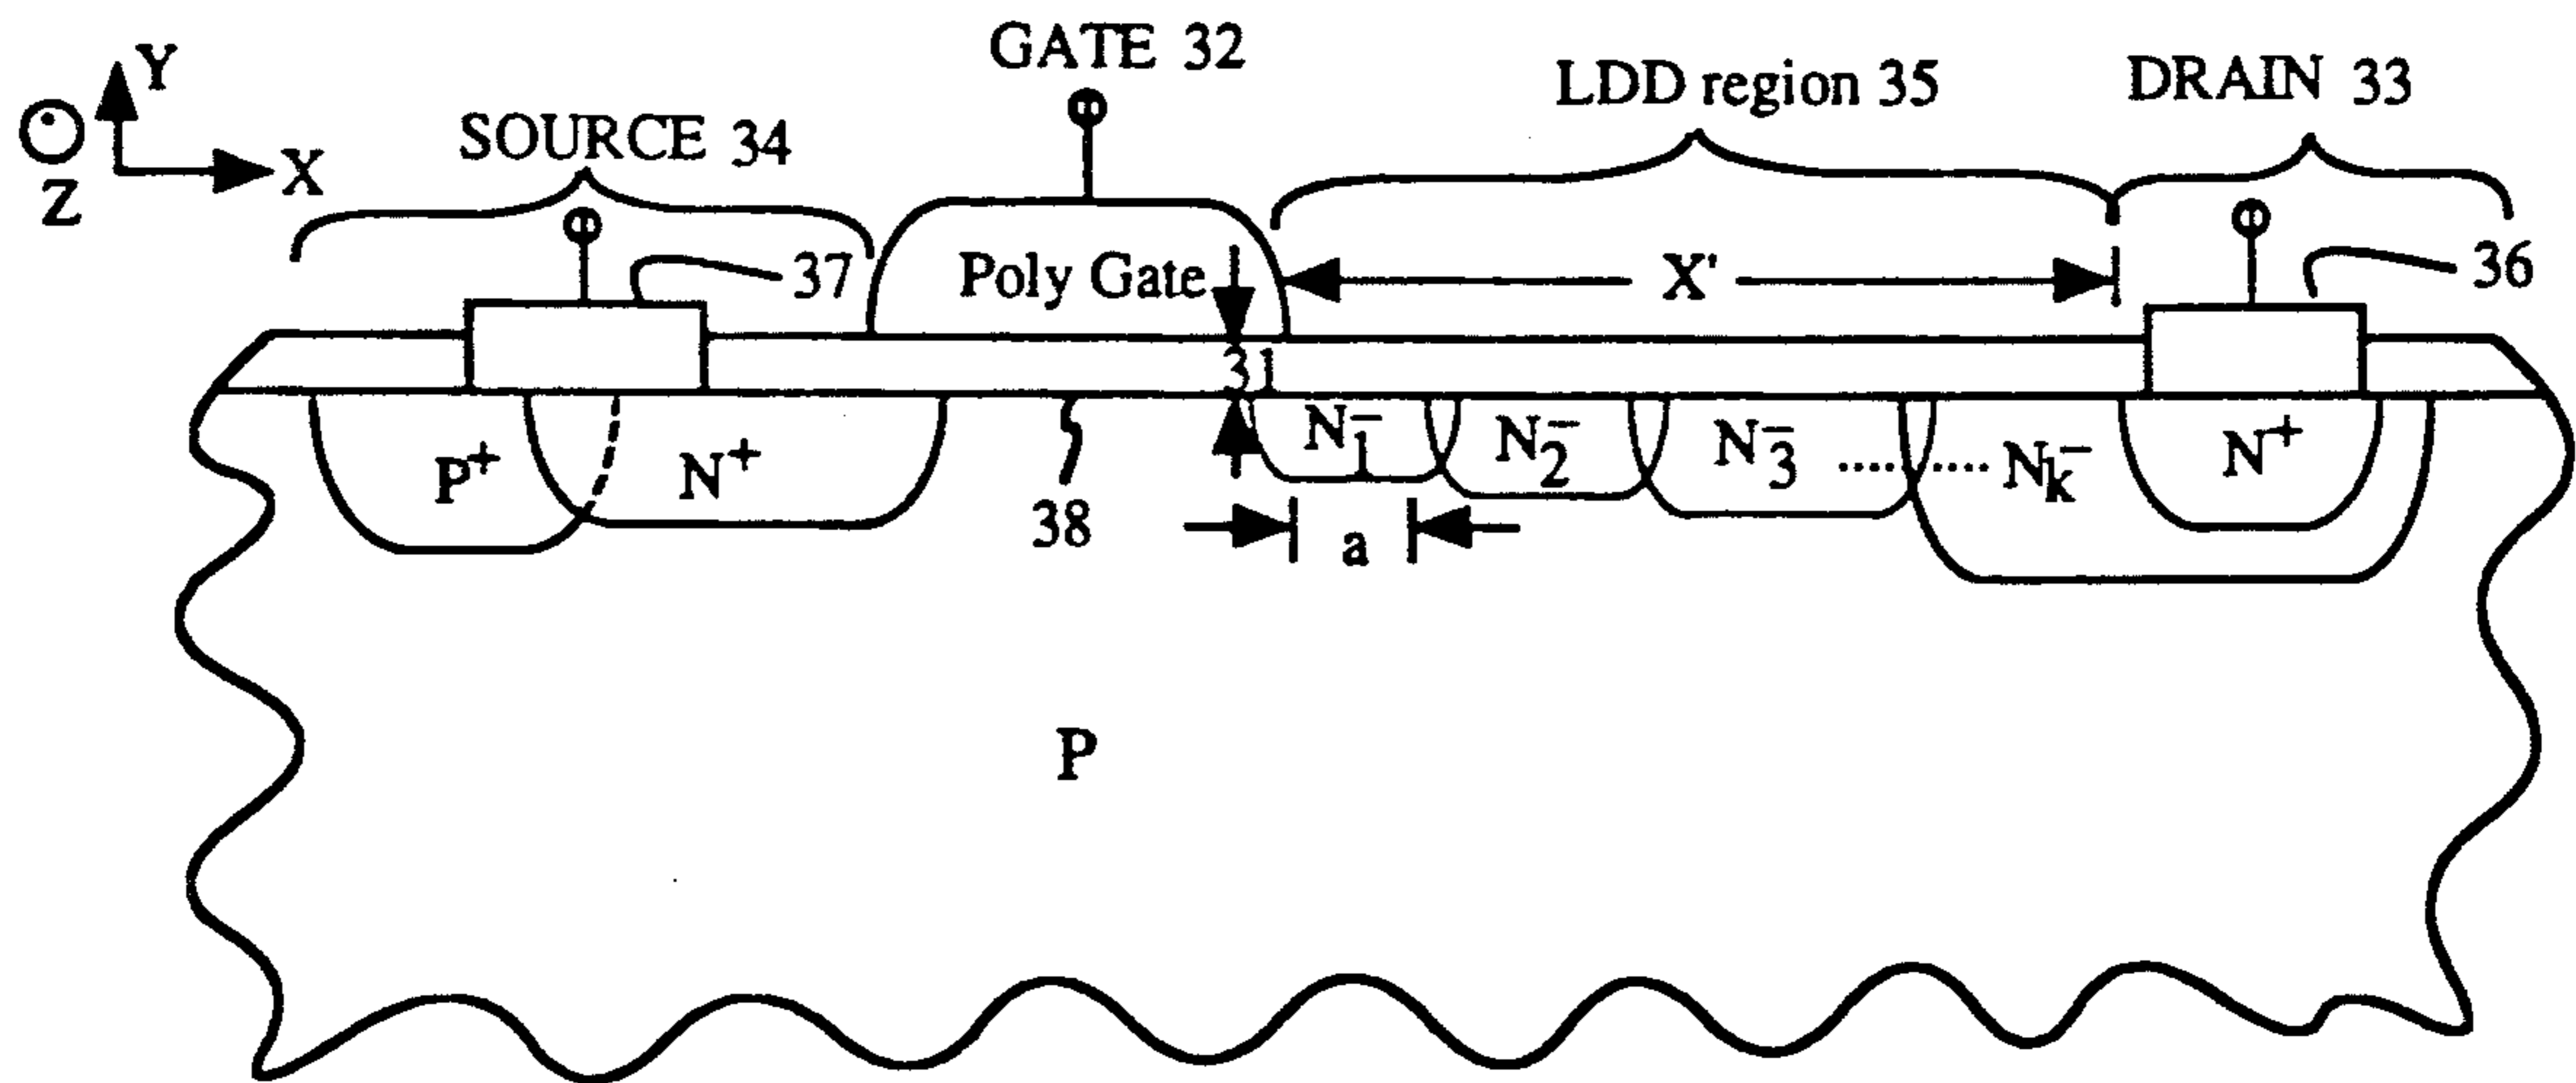 GATE 32
LDD region 35
DRAIN 33
Y
X
Z
SOURCE 34
37
Poly Gate
X'
36
31
P+
N+
N1-
N2-
N3-
........
Nk-
N+
38
a
P